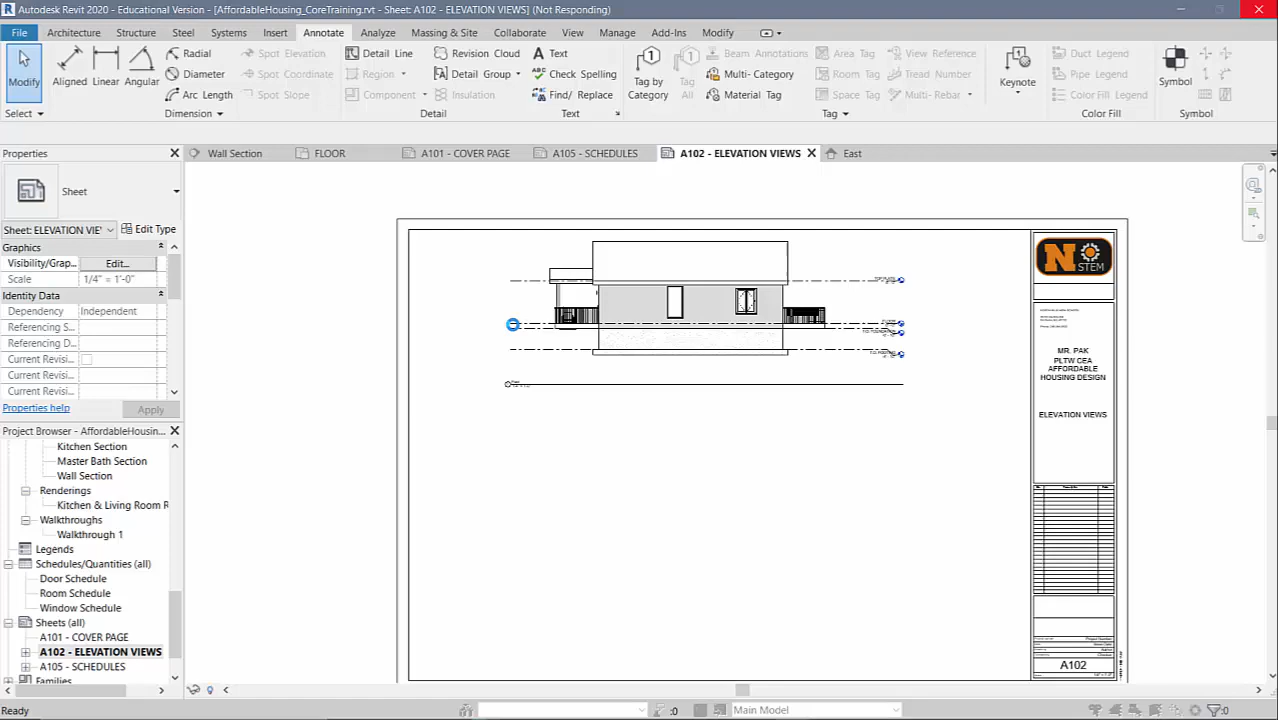 Autodesk Revit 2020 - Educational Version - [AffordableHousing_CoreTraining.rvt - Sheet: A102 - ELEVATION VIEWS] (Not Responding)
File Architecture Structure Steel Systems Insert Annotate Analyze Massing & Site Collaborate View Manage Add-Ins Modify
Radial Spot Elevation Detail Line Revision Cloud Text Beam Annotations Area Tag View Reference Duct Legend
Modify Aligned Linear Angular Diameter Spot Coordinate Region Detail Group Check Spelling Tag by Category Tag All Multi- Category Room Tag Tread Number Keynote Pipe Legend Symbol
Arc Length Spot Slope Component Insulation Find/ Replace Material Tag Space Tag Multi- Rebar Color Fill Legend
Select Dimension Detail Text Tag Color Fill Symbol
Properties
Wall Section FLOOR A101 - COVER PAGE A105 - SCHEDULES A102 - ELEVATION VIEWS East
Sheet
Sheet: ELEVATION VIE' Edit Type
Graphics
Visibility/Grap... Edit...
Scale 1/4" = 1'-0"
Identity Data
Dependency Independent
Referencing S...
Referencing D...
Current Revisi...
Current Revisi...
Current Revisi...
Properties help Apply
Project Browser - AffordableHousin...
Kitchen Section
Master Bath Section
Wall Section
Renderings
Kitchen & Living Room R
Walkthroughs
Walkthrough 1
Legends
Schedules/Quantities (all)
Door Schedule
Room Schedule
Window Schedule
Sheets (all)
A101 - COVER PAGE
A102 - ELEVATION VIEWS
A105 - SCHEDULES
Families
N STEM
MR. PAK
PLTW CEA
AFFORDABLE
HOUSING DESIGN
ELEVATION VIEWS
A102
Ready :0 Main Model :0